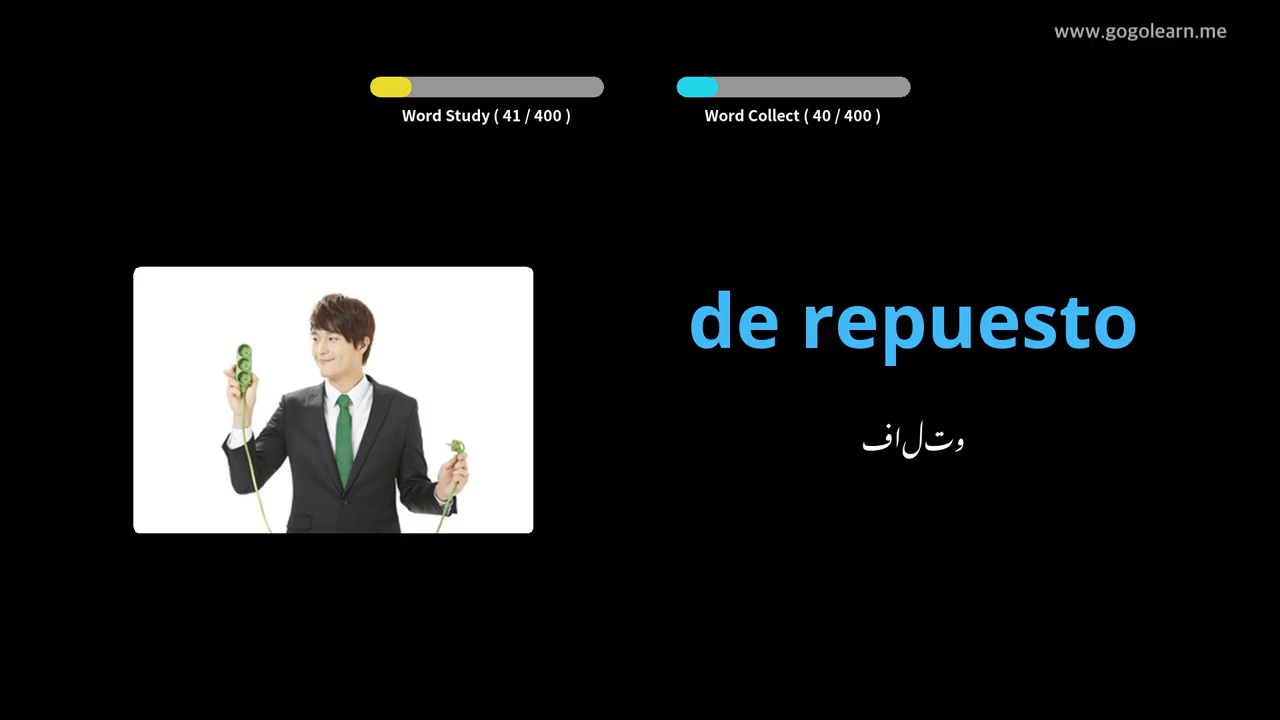 www.gogolearn.me
Word Study ( 41 / 400 )
Word Collect ( 40 / 400 )
de repuesto
فالتو